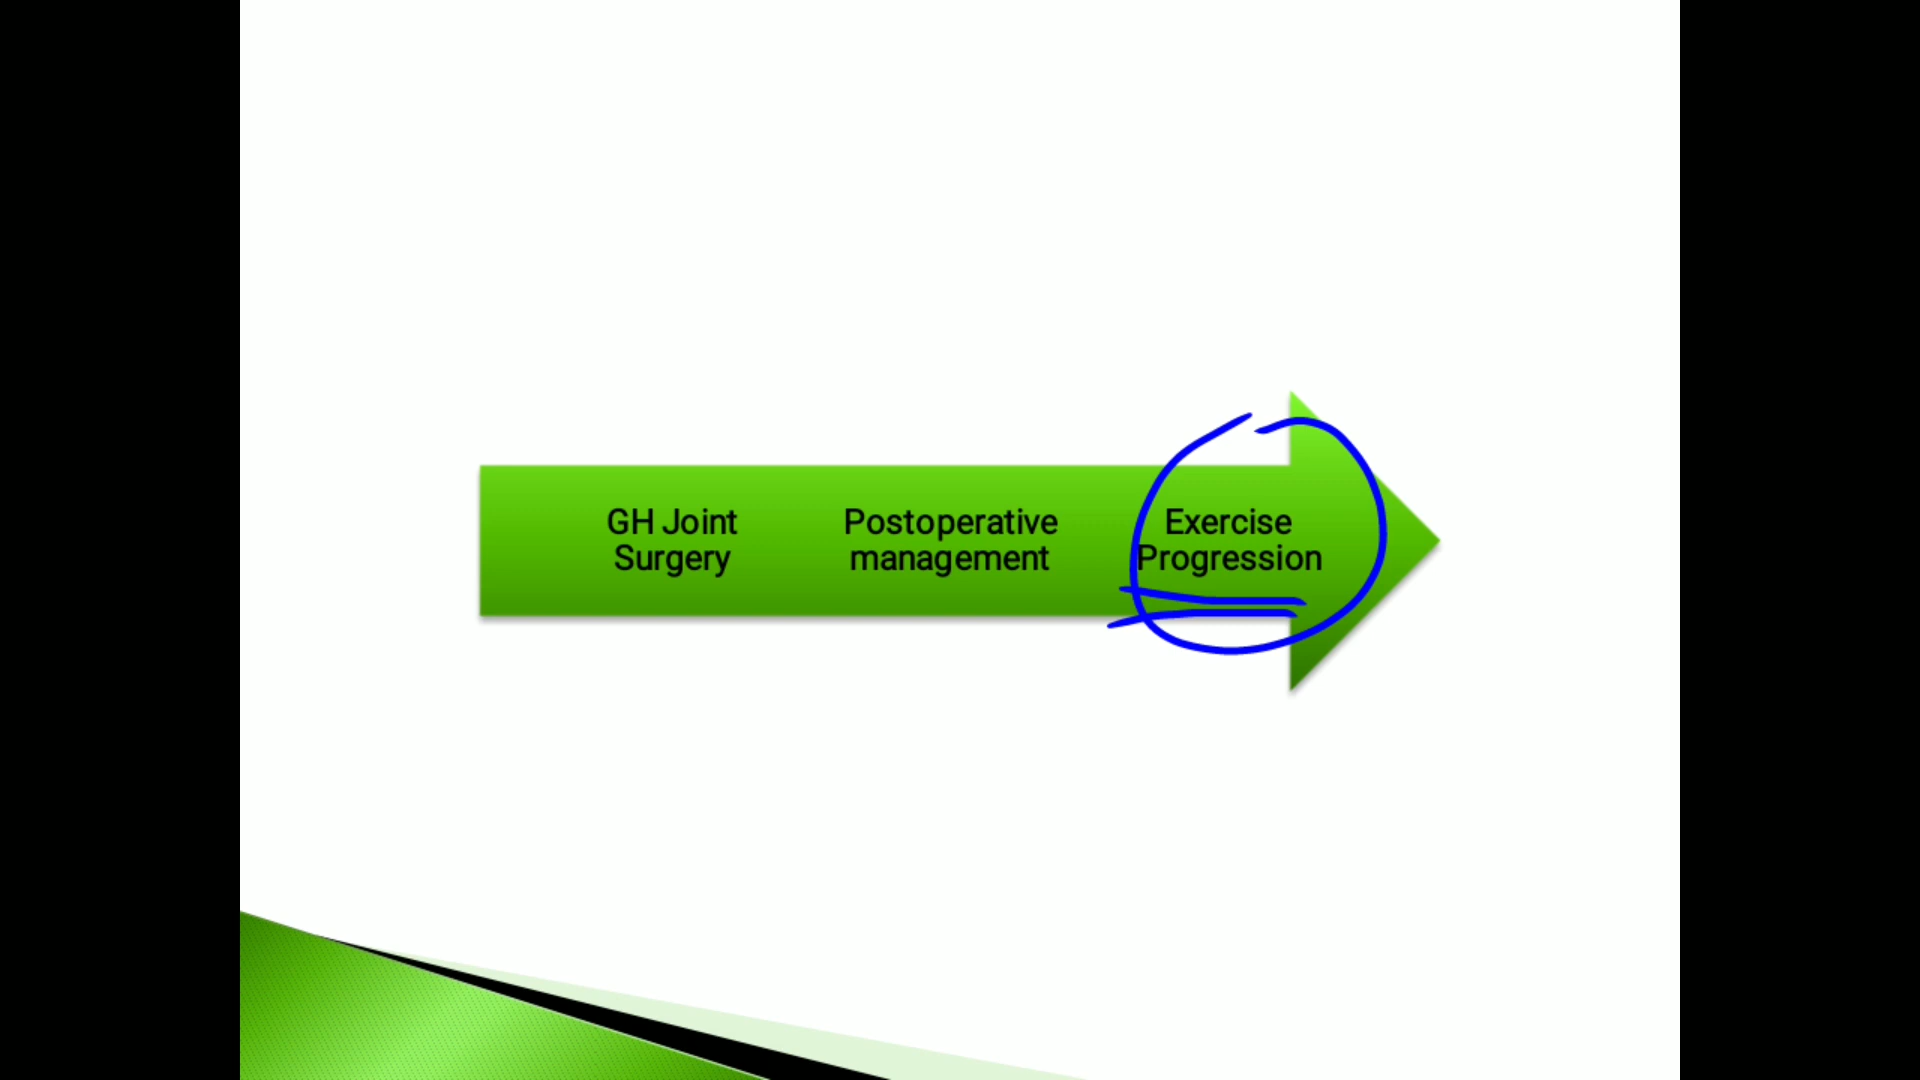 GH Joint
Surgery
Postoperative
management
Exercise
Progression